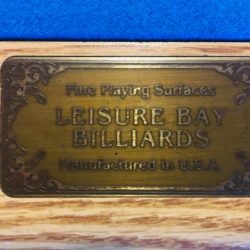 Fine Playing Surfaces
LEISURE BAY
BILLIARDS
Manufactured in U.S.A.